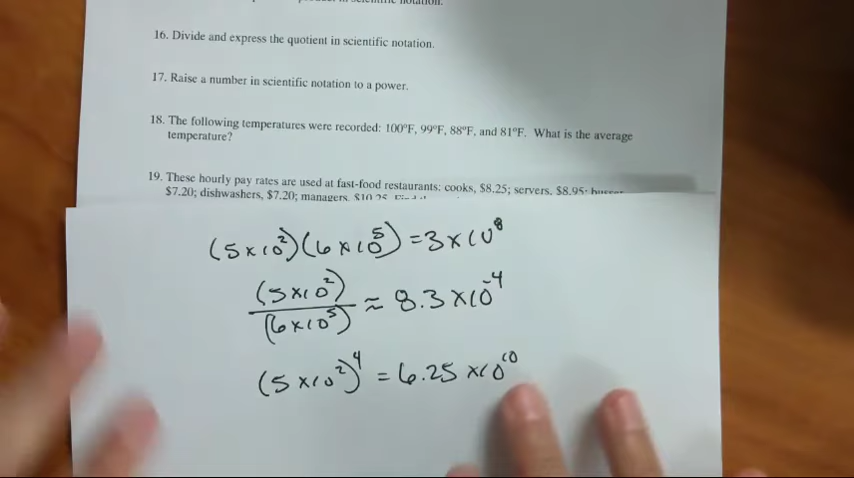 notation.
16. Divide and express the quotient in scientific notation.
17. Raise a number in scientific notation to a power.
18. The following temperatures were recorded: 100°F, 99°F, 88°F, and 81°F. What is the average
temperature?
19. These hourly pay rates are used at fast-food restaurants: cooks, $8.25; servers, $8.95;
$7.20; dishwashers, $7.20; managers, $10.25.
(5×10²)(6×10⁵)=3×10⁸
(5×10²)
/(6×10⁵) ≈ 8.3×10⁻⁴
(5×10²)⁴ = 6.25×10¹⁰